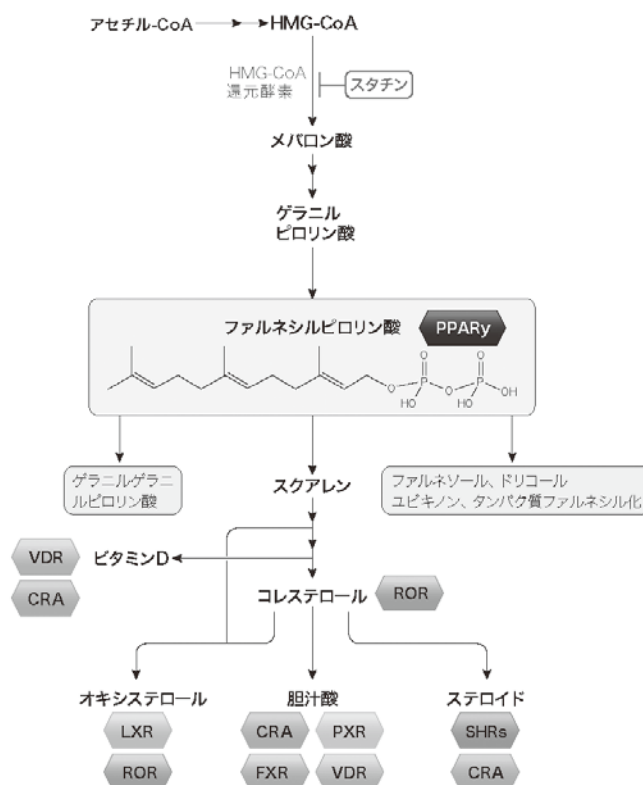 アセチル-CoA HMG-CoA
HMG-CoA
還元酵素
スタチン
メバロン酸
ゲラニル
ピロリン酸
ファルネシルピロリン酸 PPARγ
O O
O P O P OH
HO HO
ゲラニルゲラニ
ルピロリン酸
スクアレン
ファルネソール、ドリコール
ユビキノン、タンパク質ファルネシル化
VDR ビタミンD
CRA
コレステロール ROR
オキシステロール 胆汁酸 ステロイド
LXR CRA PXR SHRs
ROR FXR VDR CRA